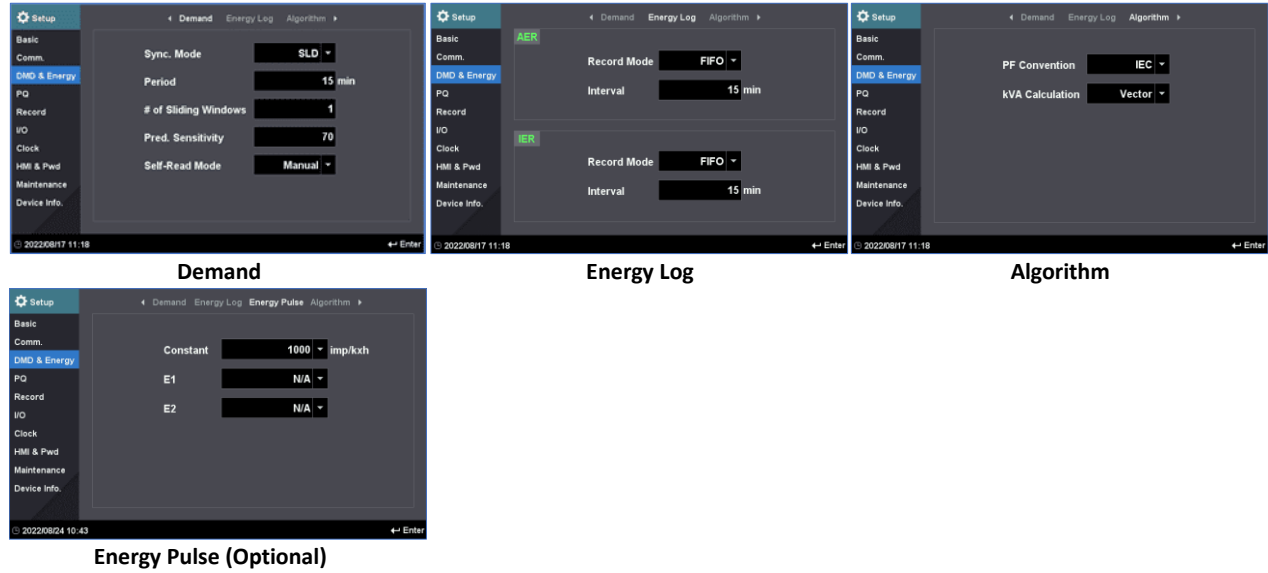 Setup
Demand Energy Log Algorithm
Basic
Comm.
DMD & Energy
PQ
Record
I/O
Clock
HMI & Pwd
Maintenance
Device Info.
Sync. Mode SLD
Period 15 min
# of Sliding Windows 1
Pred. Sensitivity 70
Self-Read Mode Manual
2022/08/17 11:18 Enter
Demand
Setup
Demand Energy Log Algorithm
Basic
Comm.
DMD & Energy
PQ
Record
I/O
Clock
HMI & Pwd
Maintenance
Device Info.
AER
Record Mode FIFO
Interval 15 min
IER
Record Mode FIFO
Interval 15 min
2022/08/17 11:18 Enter
Energy Log
Setup
Demand Energy Log Algorithm
Basic
Comm.
DMD & Energy
PQ
Record
I/O
Clock
HMI & Pwd
Maintenance
Device Info.
PF Convention IEC
kVA Calculation Vector
2022/08/17 11:18 Enter
Algorithm
Setup
Demand Energy Log Energy Pulse Algorithm
Basic
Comm.
DMD & Energy
PQ
Record
I/O
Clock
HMI & Pwd
Maintenance
Device Info.
Constant 1000 imp/kxh
E1 N/A
E2 N/A
2022/08/24 10:43 Enter
Energy Pulse (Optional)